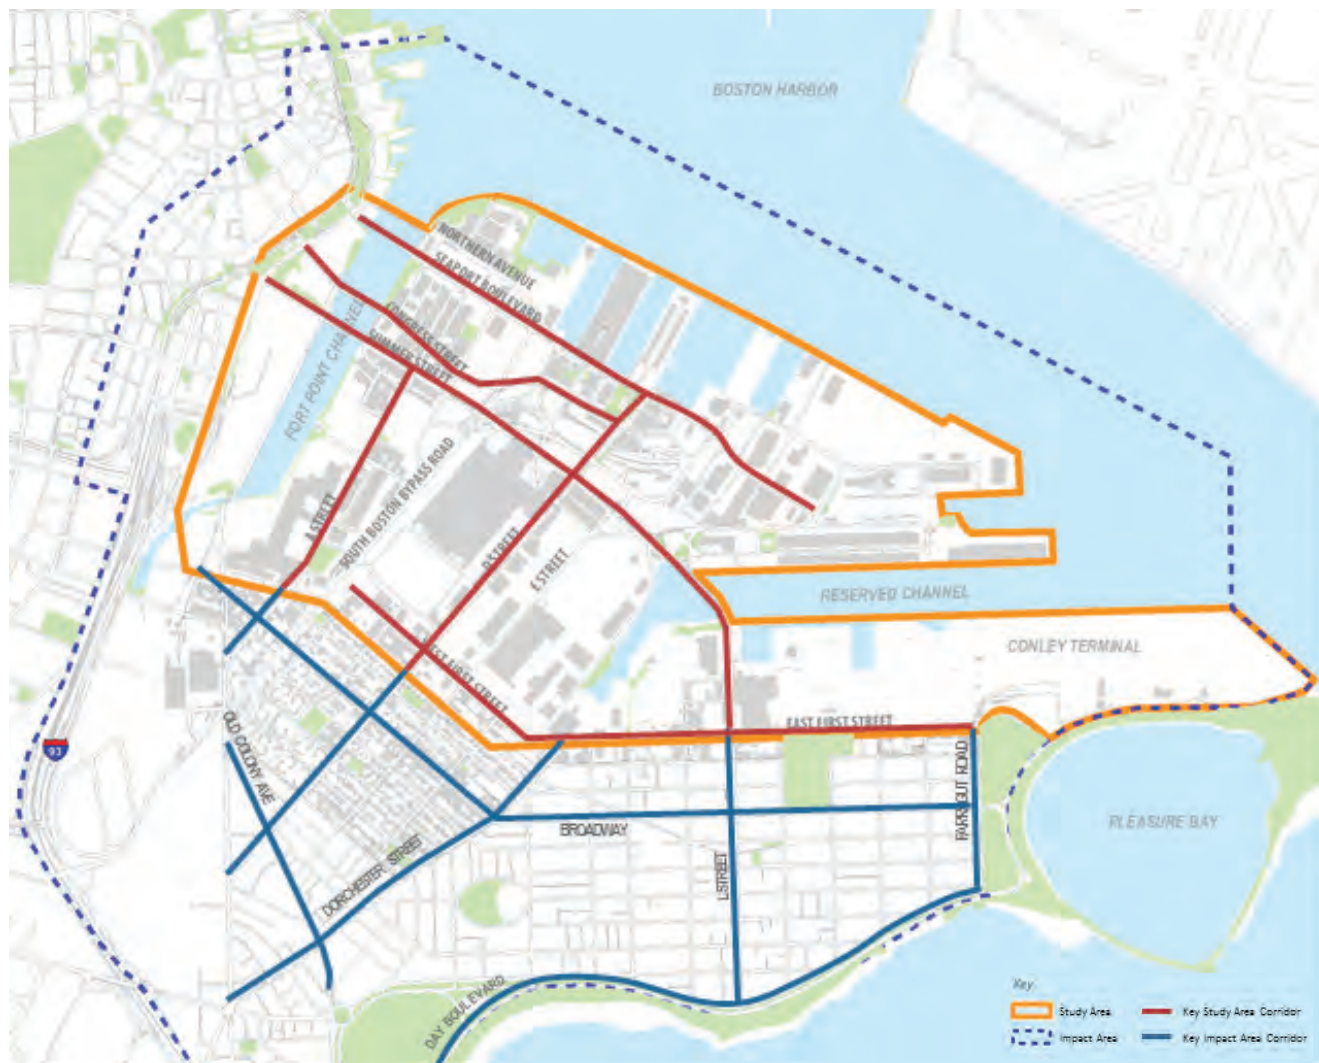 BOSTON HARBOR
NORTHERN AVENUE
SEAPORT BOULEVARD
CONGRESS STREET
SUMMER STREET
FORT POINT CHANNEL
A STREET
SOUTH BOSTON BYPASS ROAD
D STREET
E STREET
RESERVED CHANNEL
CONLEY TERMINAL
WEST FIRST STREET
EAST FIRST STREET
93
OLD COLONY AVE
FARRAGUT ROAD
BROADWAY
PLEASURE BAY
DORCHESTER STREET
L STREET
DAY BOULEVARD
Key
Study Area
Key Study Area Corridor
Impact Area
Key Impact Area Corridor